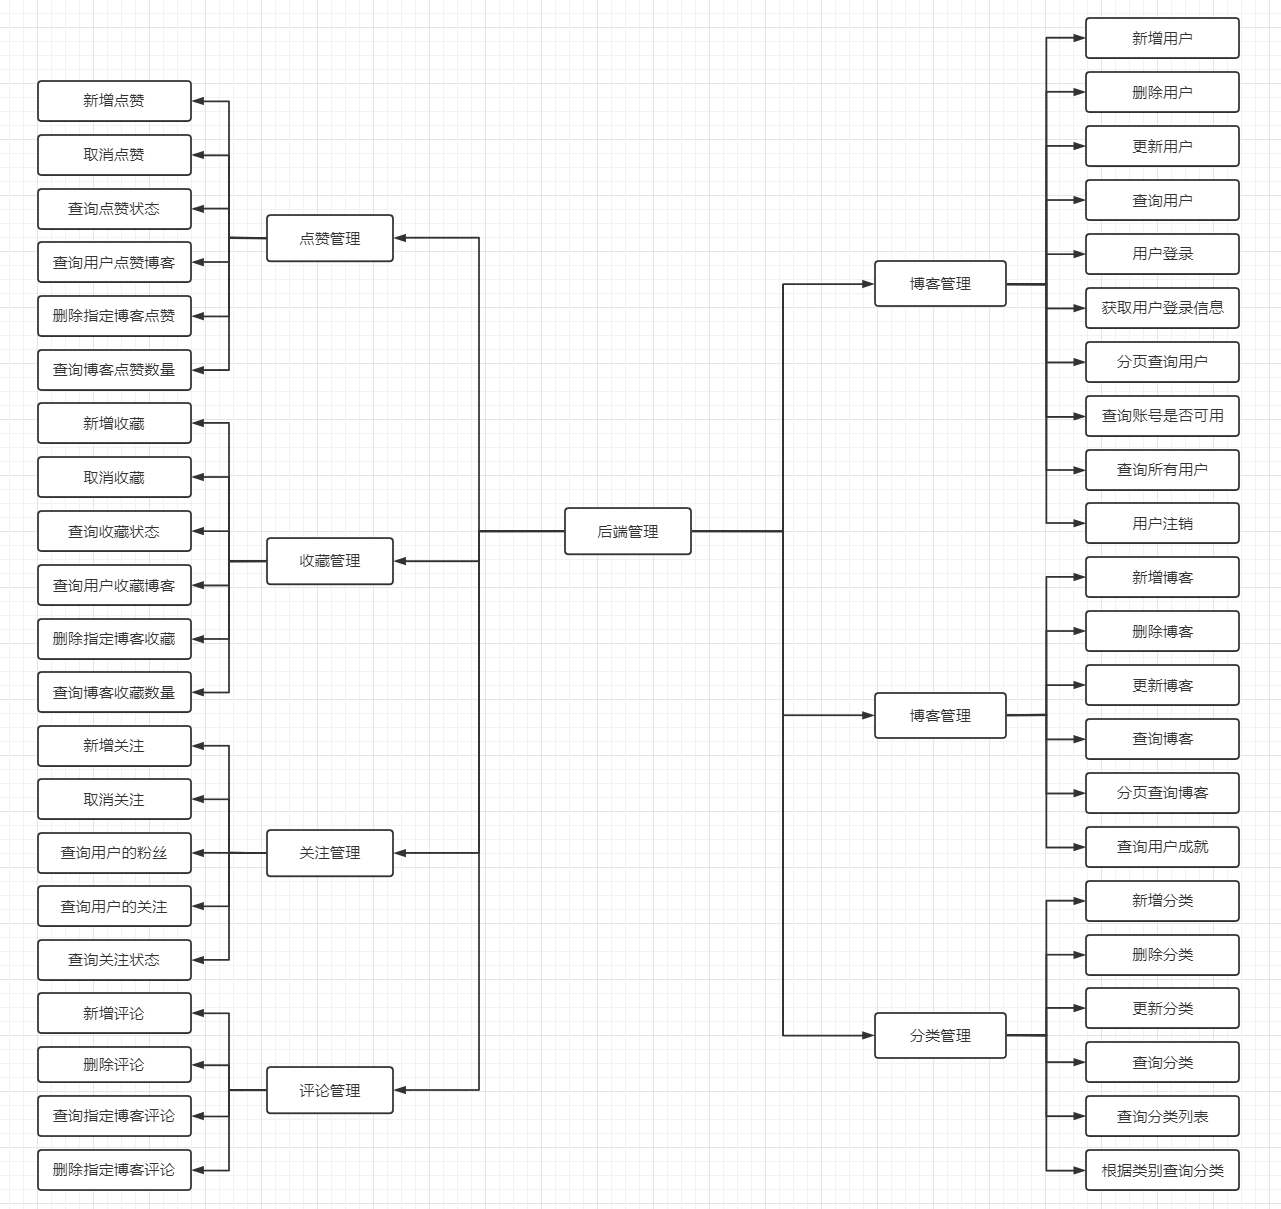 新增点赞
取消点赞
查询点赞状态
查询用户点赞博客
删除指定博客点赞
查询博客点赞数量
新增收藏
取消收藏
查询收藏状态
查询用户收藏博客
删除指定博客收藏
查询博客收藏数量
新增关注
取消关注
查询用户的粉丝
查询用户的关注
查询关注状态
新增评论
删除评论
查询指定博客评论
删除指定博客评论
点赞管理
收藏管理
关注管理
评论管理
后端管理
博客管理
博客管理
分类管理
新增用户
删除用户
更新用户
查询用户
用户登录
获取用户登录信息
分页查询用户
查询账号是否可用
查询所有用户
用户注销
新增博客
删除博客
更新博客
查询博客
分页查询博客
查询用户成就
新增分类
删除分类
更新分类
查询分类
查询分类列表
根据类别查询分类